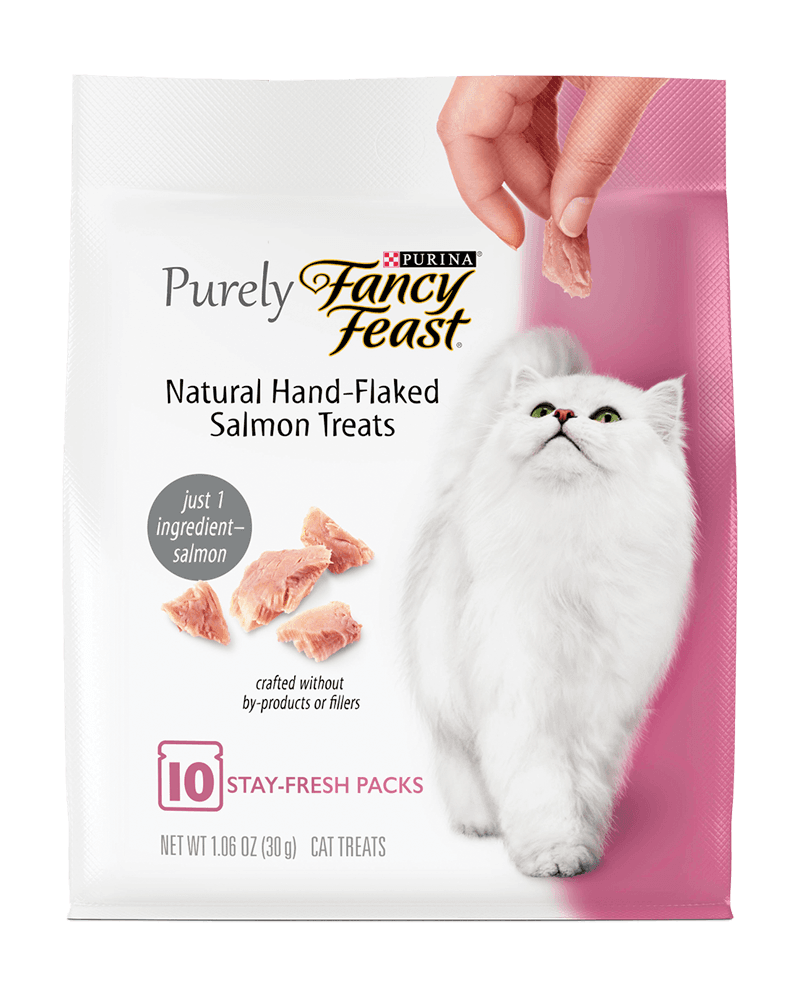 PURINA®
Purely Fancy
Feast®
Natural Hand-Flaked
Salmon Treats
just 1
ingredient–
salmon
crafted without
by-products or fillers
10 STAY-FRESH PACKS
NET WT 1.06 OZ (30 g) CAT TREATS